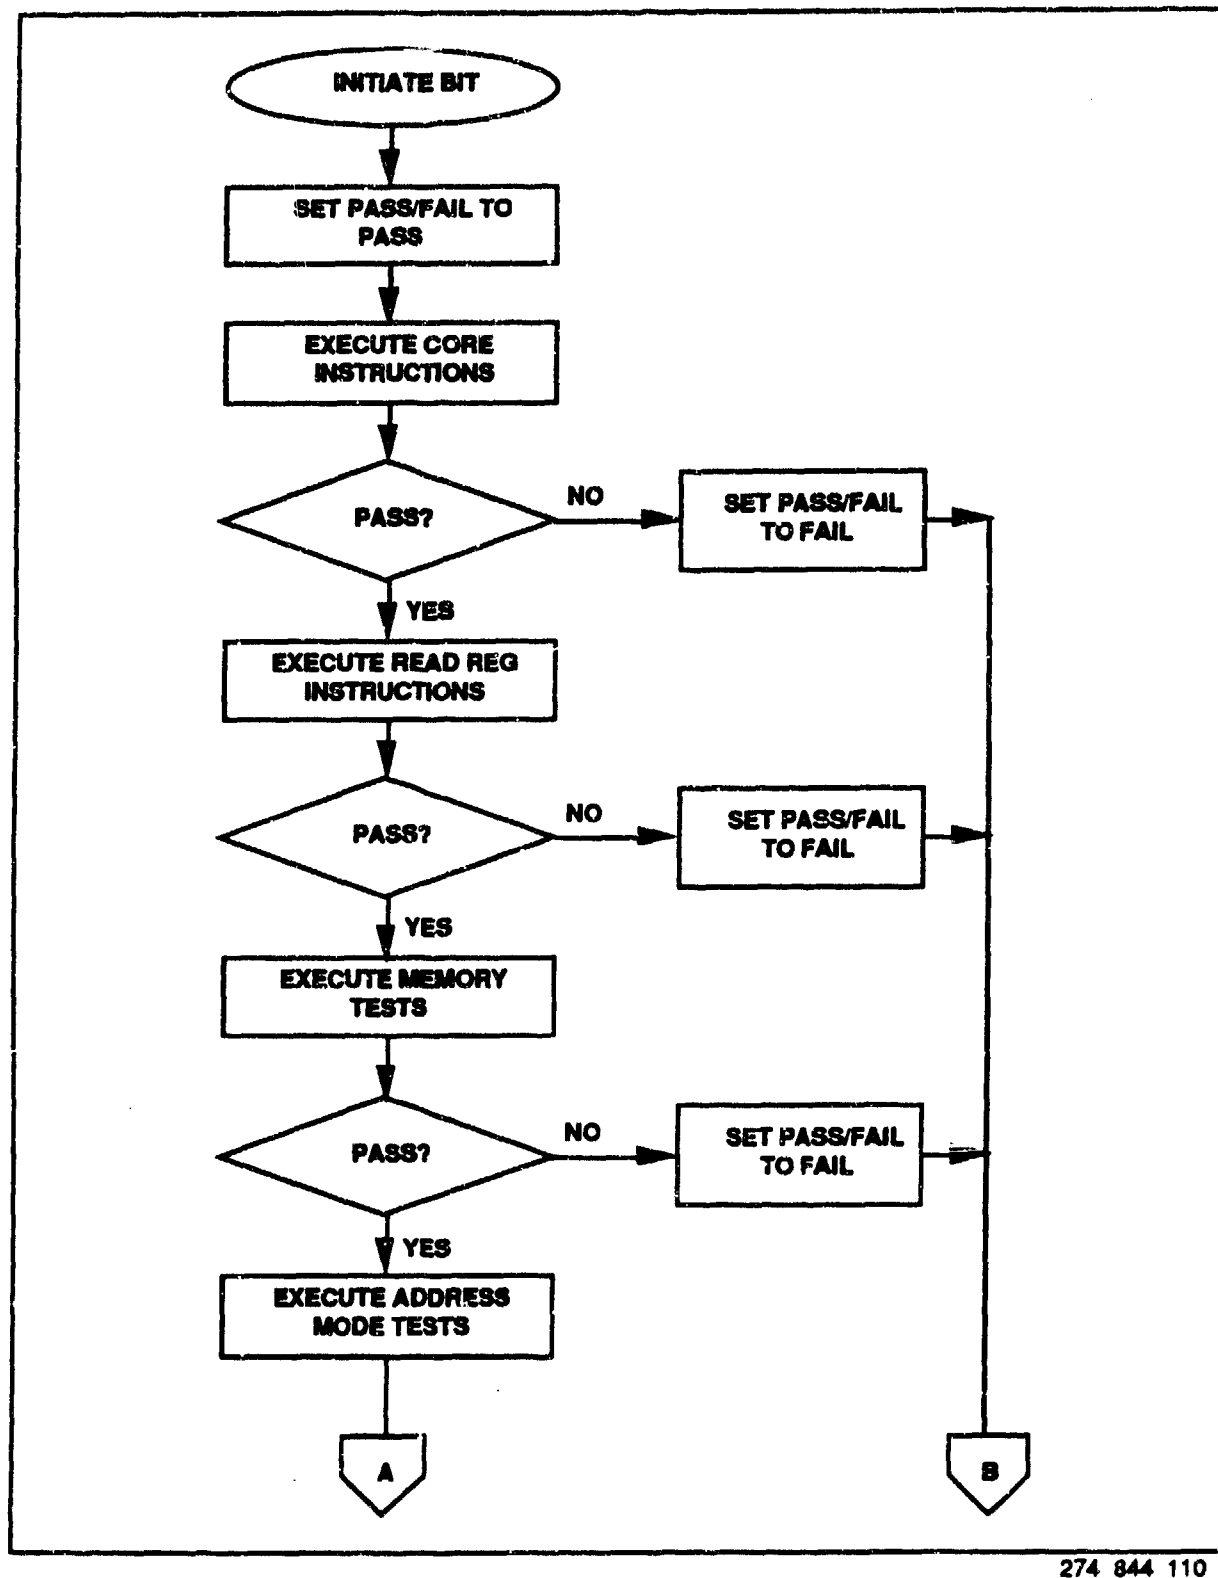 INITIATE BIT
SET PASS/FAIL TO
PASS
EXECUTE CORE
INSTRUCTIONS
PASS?
NO
SET PASS/FAIL
TO FAIL
YES
EXECUTE READ REG
INSTRUCTIONS
PASS?
NO
SET PASS/FAIL
TO FAIL
YES
EXECUTE MEMORY
TESTS
PASS?
NO
SET PASS/FAIL
TO FAIL
YES
EXECUTE ADDRESS
MODE TESTS
A
B
274 844 110